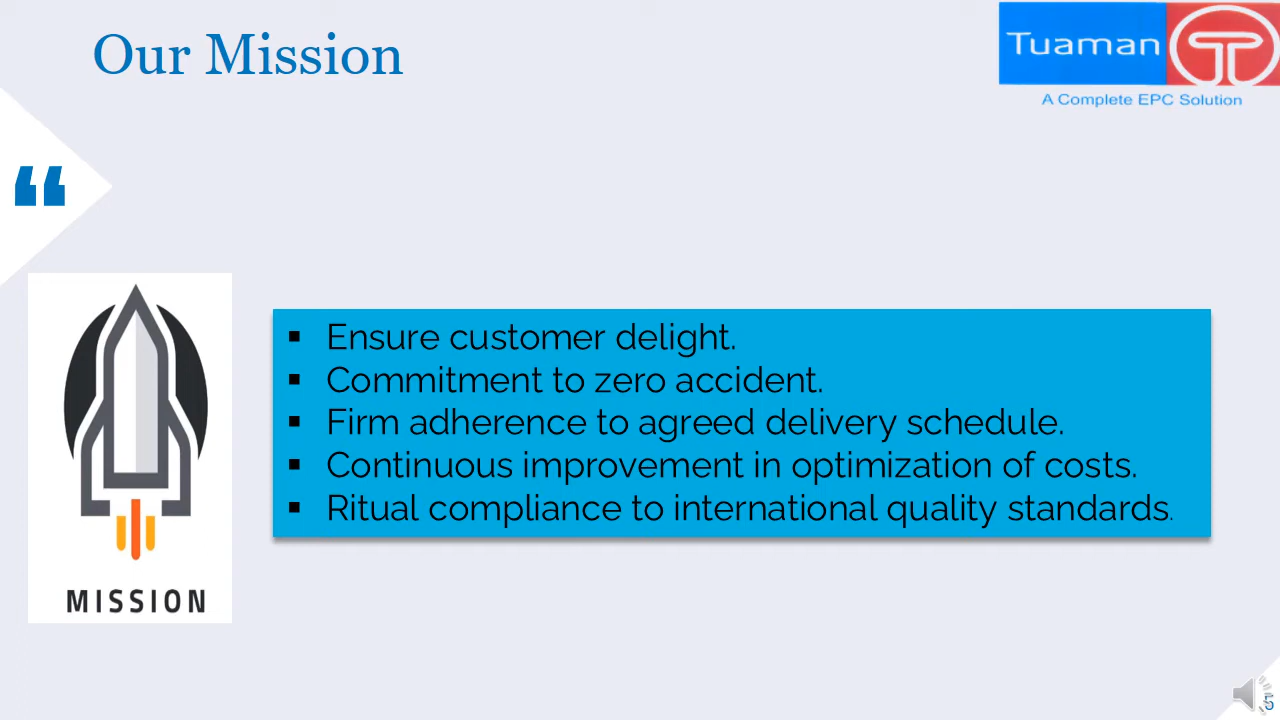 Our Mission
Tuaman
A Complete EPC Solution
“
▪ Ensure customer delight.
▪ Commitment to zero accident.
▪ Firm adherence to agreed delivery schedule.
▪ Continuous improvement in optimization of costs.
▪ Ritual compliance to international quality standards.
MISSION
5